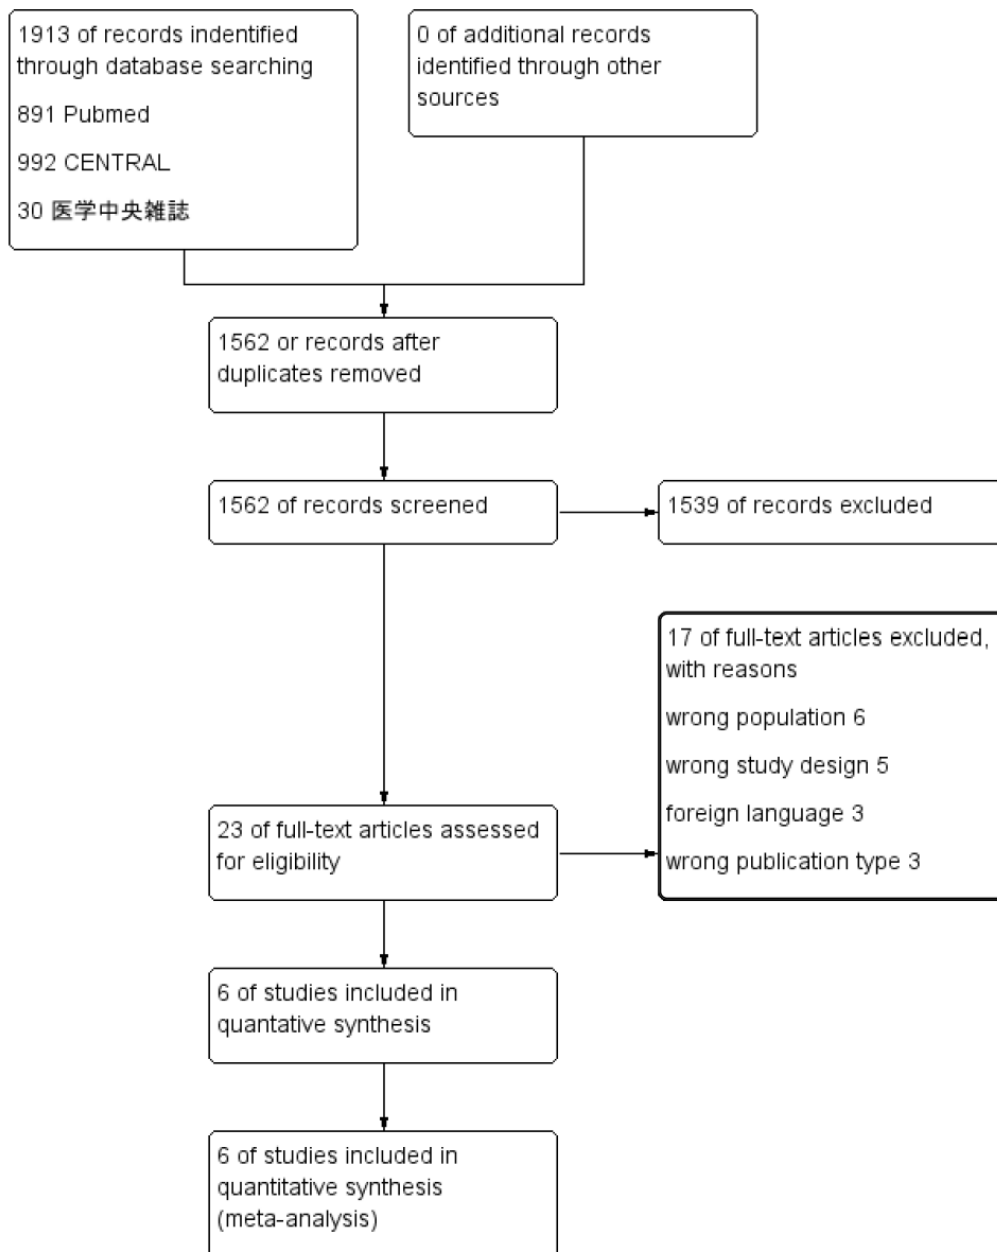 1913 of records indentified
through database searching
891 Pubmed
992 CENTRAL
30 医学中央雑誌
0 of additional records
identified through other
sources
1562 or records after
duplicates removed
1562 of records screened
1539 of records excluded
17 of full-text articles excluded,
with reasons
wrong population 6
wrong study design 5
foreign language 3
wrong publication type 3
23 of full-text articles assessed
for eligibility
6 of studies included in
quantative synthesis
6 of studies included in
quantitative synthesis
(meta-analysis)